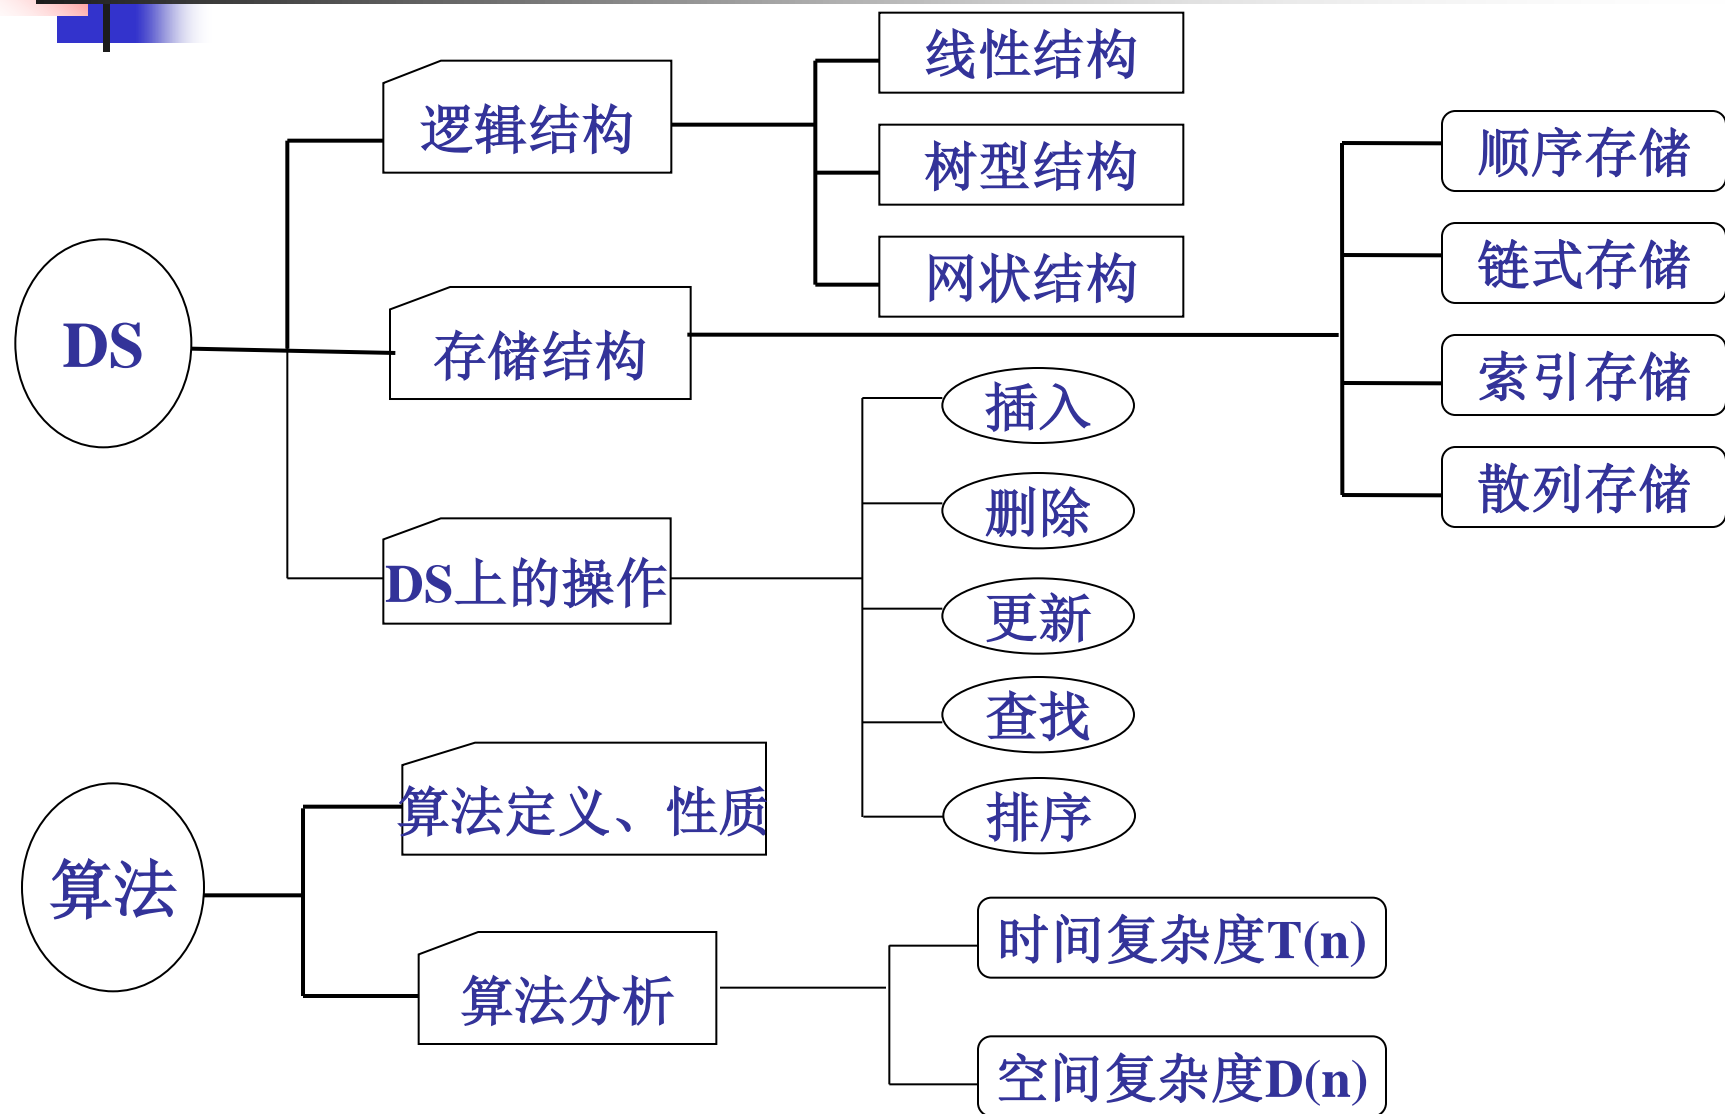 DS
逻辑结构
线性结构
树型结构
网状结构
存储结构
顺序存储
链式存储
索引存储
散列存储
DS上的操作
插入
删除
更新
查找
排序
算法
算法定义、性质
算法分析
时间复杂度T(n)
空间复杂度D(n)